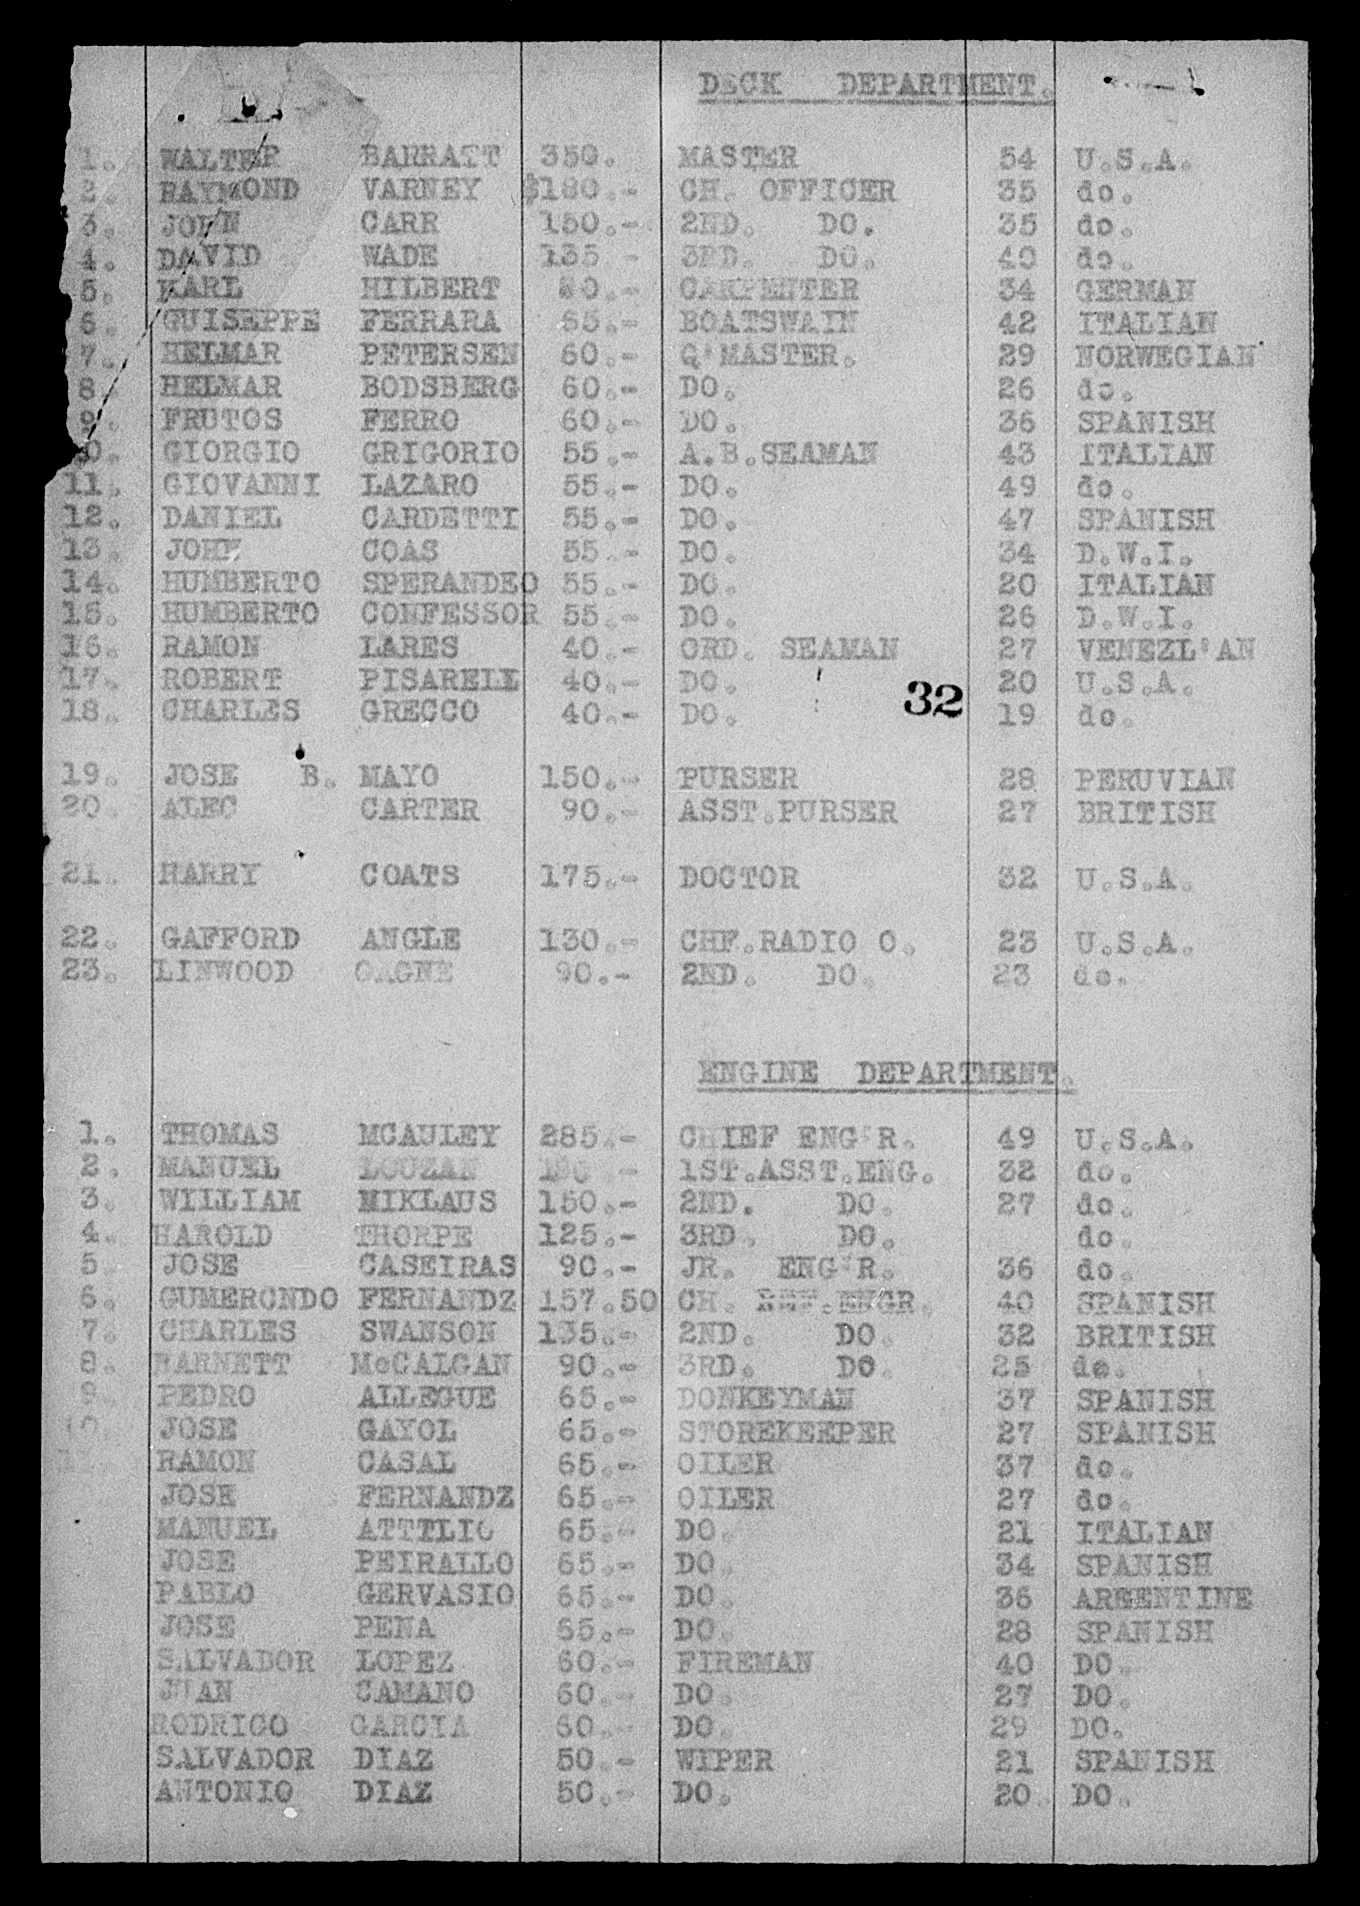 DECK DEPARTMENT.
1. WALTER BARRATT 350. MASTER 54 U.S.A.
2. RAYMOND VARNEY $180.- CH. OFFICER 35 do.
3. JOHN CARR 150.- 2ND. DO. 35 do.
4. DAVID WADE 135 - 3RD. DO. 40 do.
5. KARL HILBERT 0.- CARPENTER 34 GERMAN
6. GUISEPPE FERRARA 65.- BOATSWAIN 42 ITALIAN
7. HELMAR PETERSEN 60.- Q'MASTER. 29 NORWEGIAN
8. HELMAR BODSBERG 60.- DO. 26 do.
9. FRUTOS FERRO 60.- DO. 36 SPANISH
10. GIORGIO GRIGORIO 55.- A.B.SEAMAN 43 ITALIAN
11. GIOVANNI LAZARO 55.- DO. 49 do.
12. DANIEL CARDETTI 55.- DO. 47 SPANISH
13. JOHN COAS 55.- DO. 34 D.W.I.
14. HUMBERTO SPERANDEO 55.- DO. 20 ITALIAN
15. HUMBERTO CONFESSOR 55.- DO. 26 D.W.I.
16. RAMON LARES 40.- ORD. SEAMAN 27 VENEZL'AN
17. ROBERT PISARELL 40.- DO. 20 U.S.A.
32
18. CHARLES GRECCO 40.- DO. 19 do.
19. JOSE B. MAYO 150.- PURSER 28 PERUVIAN
20. ALEC CARTER 90.- ASST.PURSER 27 BRITISH
21. HARRY COATS 175.- DOCTOR 32 U.S.A.
22. GAFFORD ANGLE 130.- CHF.RADIO O. 23 U.S.A.
23. LINWOOD GAGNE 90.- 2ND. DO. 23 do.
ENGINE DEPARTMENT.
1. THOMAS MCAULEY 285.- CHIEF ENG'R. 49 U.S.A.
2. MANUEL LOUZAN - 1ST.ASST.ENG. 32 do.
3. WILLIAM MIKLAUS 150.- 2ND. DO. 27 do.
4. HAROLD THORPE 125.- 3RD. DO. do.
5 JOSE CASEIRAS 90.- JR. ENG'R. 36 do.
6. GUMERCNDO FERNANDZ 157.50 CH. REF.ENGR. 40 SPANISH
7. CHARLES SWANSON 135.- 2ND. DO. 32 BRITISH
8. BARNETT McCALGAN 90.- 3RD. DO. 25 do.
9. PEDRO ALLEGUE 65.- DONKEYMAN 37 SPANISH
10. JOSE GAYOL 65.- STOREKEEPER 27 SPANISH
11. RAMON CASAL 65.- OILER 37 do.
JOSE FERNANDZ 65.- OILER 27 do.
MANUEL ATTTLIO 65.- DO. 21 ITALIAN
JOSE PEIRALLO 65.- DO. 34 SPANISH
PABLO GERVASIO 65.- DO. 36 ARGENTINE
JOSE PENA 65.- DO. 28 SPANISH
SALVADOR LOPEZ 60.- FIREMAN 40 DO.
JUAN CAMANO 60.- DO. 27 DO.
RODRIGO GARCIA 60.- DO. 29 DO.
SALVADOR DIAZ 50.- WIPER 21 SPANISH
ANTONIO DIAZ 50.- DO. 20. DO.